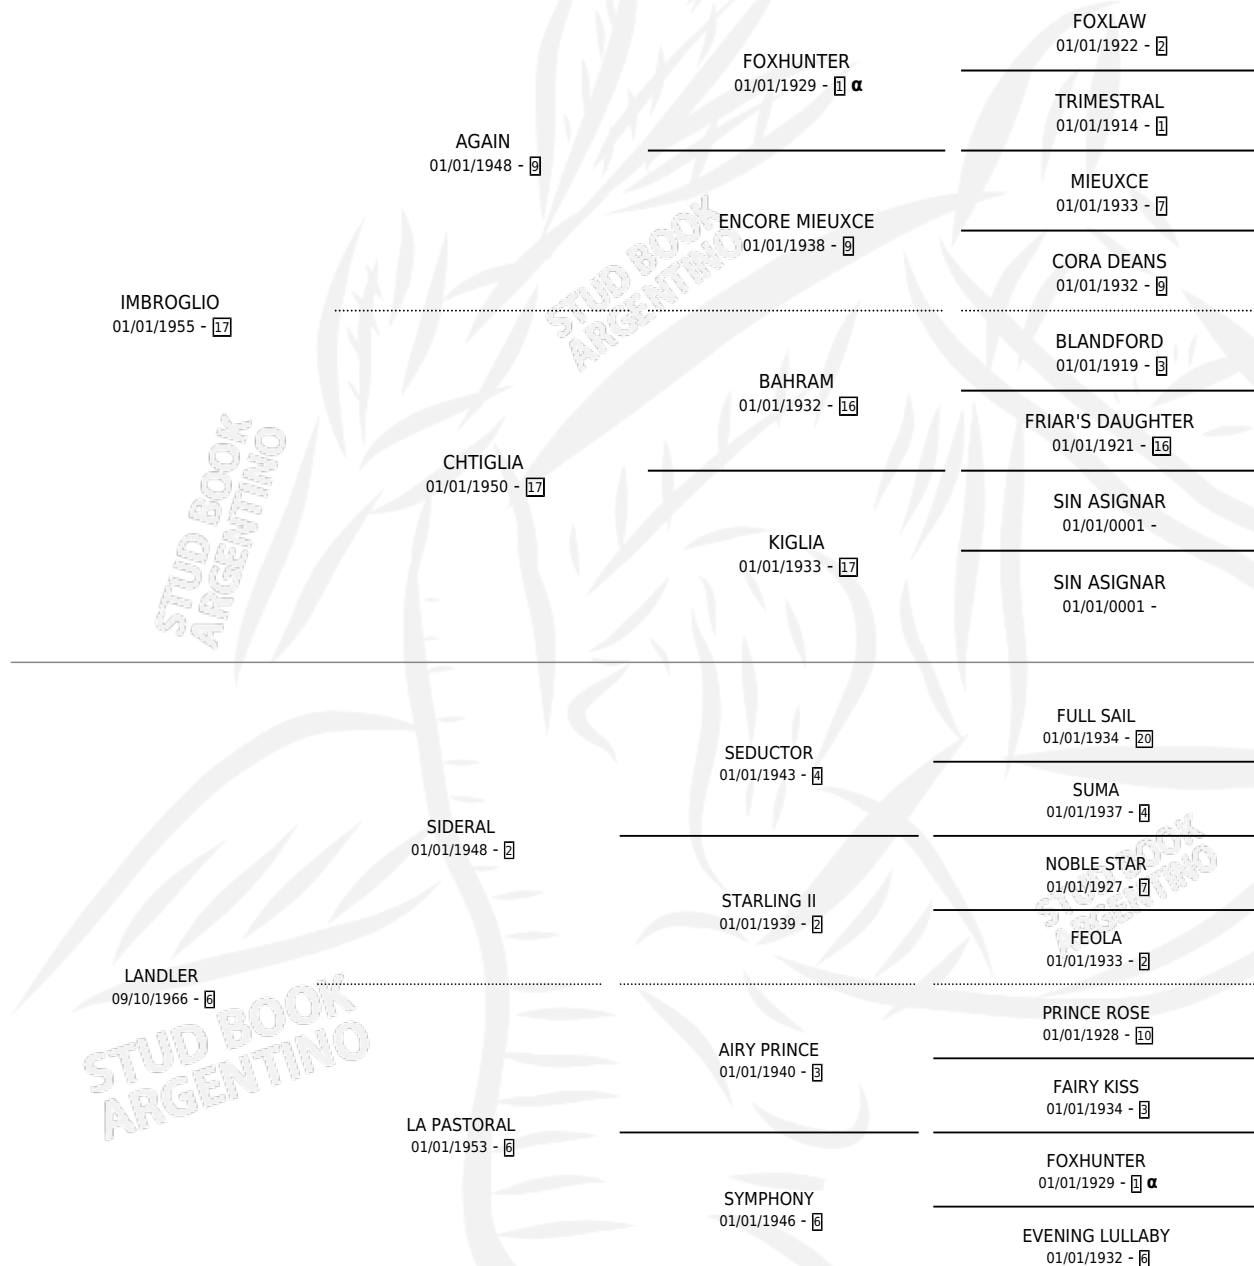 FOXLAW
01/01/1922 - 2
FOXHUNTER
01/01/1929 - 1 α
TRIMESTRAL
01/01/1914 - 1
AGAIN
01/01/1948 - 9
MIEUXCE
01/01/1933 - 7
ENCORE MIEUXCE
01/01/1938 - 9
CORA DEANS
01/01/1932 - 9
IMBROGLIO
01/01/1955 - 17
STUD BOOK
ARGENTINO
BLANDFORD
01/01/1919 - 3
BAHRAM
01/01/1932 - 16
FRIAR'S DAUGHTER
01/01/1921 - 16
CHTIGLIA
01/01/1950 - 17
SIN ASIGNAR
01/01/0001 -
KIGLIA
01/01/1933 - 17
SIN ASIGNAR
01/01/0001 -
STUD BOOK
ARGENTINO
FULL SAIL
01/01/1934 - 20
SEDUCTOR
01/01/1943 - 4
SUMA
01/01/1937 - 4
SIDERAL
01/01/1948 - 2
NOBLE STAR
01/01/1927 - 7
STARLING II
01/01/1939 - 2
FEOLA
01/01/1933 - 2
STUD BOOK
ARGENTINO
LANDLER
09/10/1966 - 6
PRINCE ROSE
01/01/1928 - 10
AIRY PRINCE
01/01/1940 - 3
FAIRY KISS
01/01/1934 - 3
STUD BOOK
ARGENTINO
LA PASTORAL
01/01/1953 - 6
FOXHUNTER
01/01/1929 - 1 α
SYMPHONY
01/01/1946 - 6
EVENING LULLABY
01/01/1932 - 6